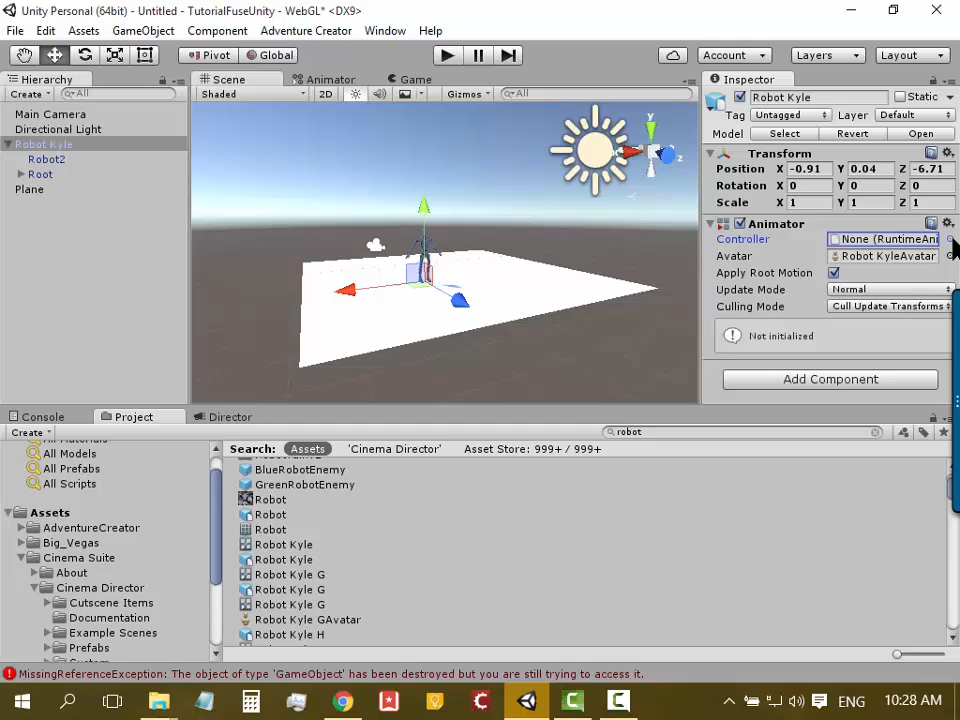 Unity Personal (64bit) - Untitled - TutorialFuseUnity - WebGL* <DX9>
File Edit Assets GameObject Component Adventure Creator Window Help
Pivot Global Account Layers Layout
Hierarchy Scene Animator Game Inspector
Create All Shaded 2D Gizmos All Robot Kyle Static
Main Camera Tag Untagged Layer Default
Directional Light Model Select Revert Open
Robot Kyle Transform
Robot2 Position X -0.91 Y 0.04 Z -6.71
Root Rotation X 0 Y 0 Z 0
Plane Scale X 1 Y 1 Z 1
y
z
Animator
Controller None (RuntimeAni
Avatar Robot KyleAvatar
Apply Root Motion
Update Mode Normal
Culling Mode Cull Update Transforms
Not initialized
Add Component
Console Project Director
Create robot
All Models Search: Assets 'Cinema Director' Asset Store: 999+ / 999+
All Prefabs BlueRobotEnemy
All Scripts GreenRobotEnemy
Robot
Assets Robot
AdventureCreator Robot
Big_Vegas Robot Kyle
Cinema Suite Robot Kyle
About Robot Kyle G
Cinema Director Robot Kyle G
Cutscene Items Robot Kyle G
Documentation Robot Kyle GAvatar
Example Scenes Robot Kyle H
Prefabs
MissingReferenceException: The object of type 'GameObject' has been destroyed but you are still trying to access it.
ENG 10:28 AM